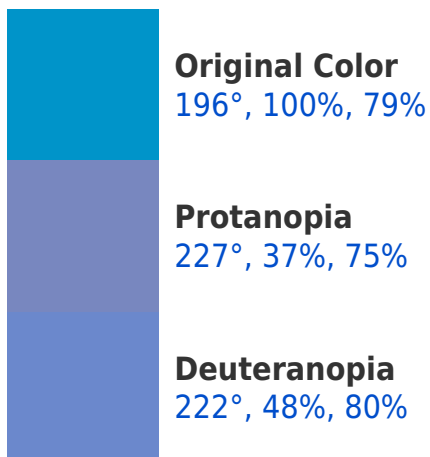 Original Color
196°, 100%, 79%
Protanopia
227°, 37%, 75%
Deuteranopia
222°, 48%, 80%